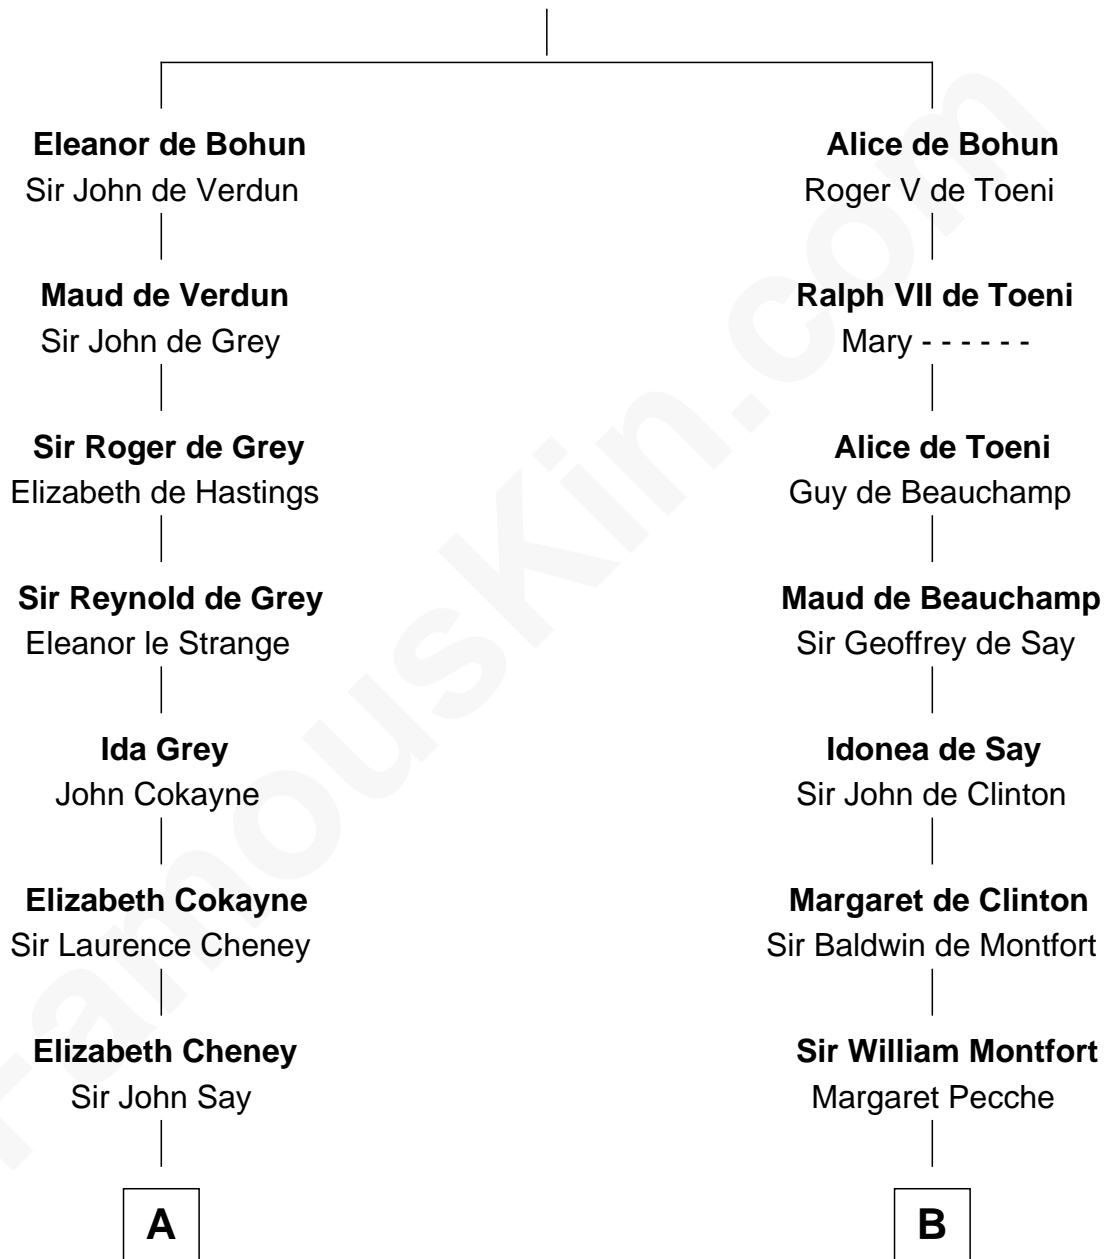 Eleanor de Bohun
Sir John de Verdun
Alice de Bohun
Roger V de Toeni
Maud de Verdun
Sir John de Grey
Ralph VII de Toeni
Mary - - - - - -
Sir Roger de Grey
Elizabeth de Hastings
Alice de Toeni
Guy de Beauchamp
Sir Reynold de Grey
Eleanor le Strange
Maud de Beauchamp
Sir Geoffrey de Say
Ida Grey
John Cokayne
Idonea de Say
Sir John de Clinton
Elizabeth Cokayne
Sir Laurence Cheney
Margaret de Clinton
Sir Baldwin de Montfort
Elizabeth Cheney
Sir John Say
Sir William Montfort
Margaret Pecche
A
B
FamousKin.com